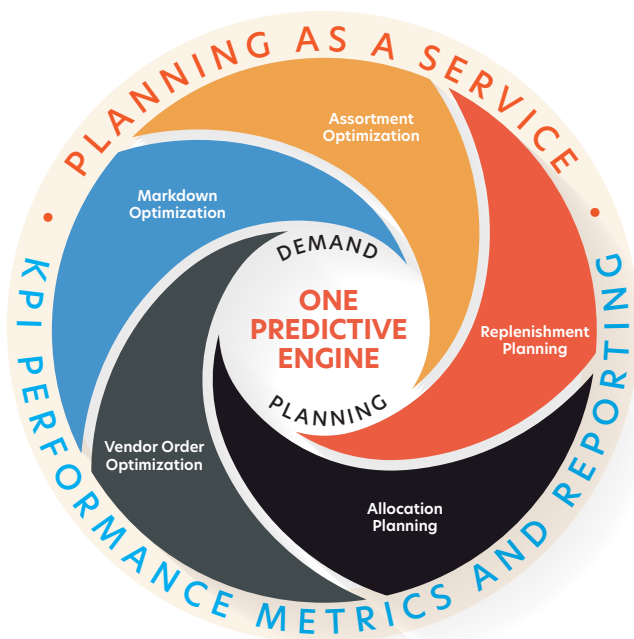 • PLANNING AS A SERVICE •
Assortment
Optimization
Markdown
Optimization
DEMAND
ONE
PREDICTIVE
ENGINE
PLANNING
Replenishment
Planning
Vendor Order
Optimization
Allocation
Planning
KPI PERFORMANCE METRICS AND REPORTING